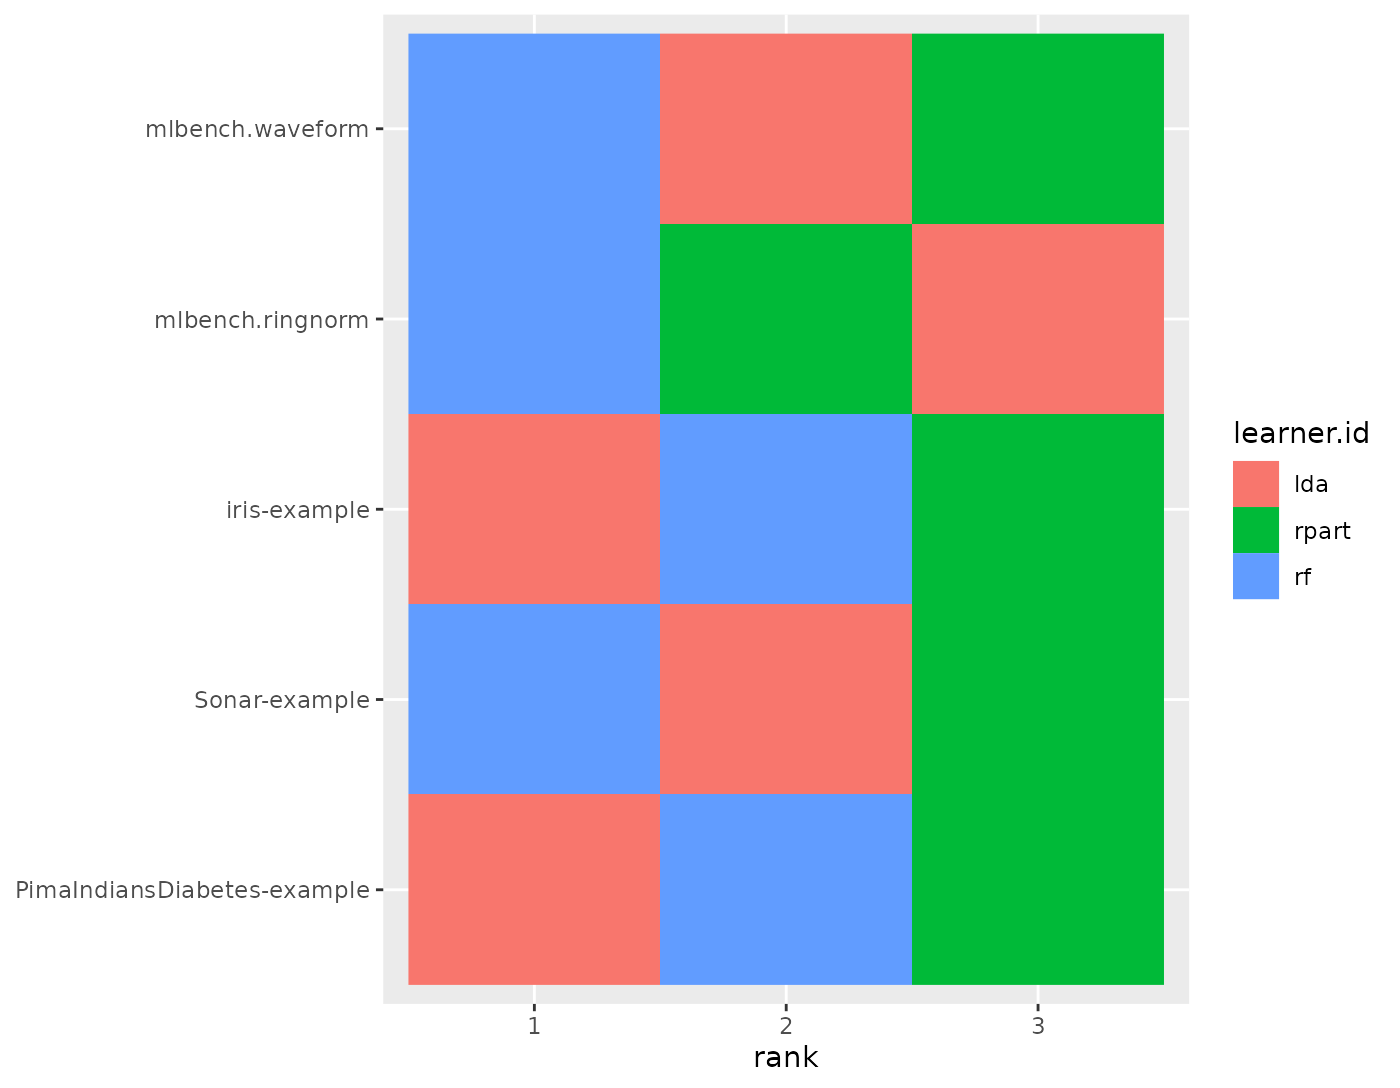 mlbench.waveform
mlbench.ringnorm
iris-example
Sonar-example
PimaIndiansDiabetes-example
1 2 3
rank
learner.id
lda
rpart
rf